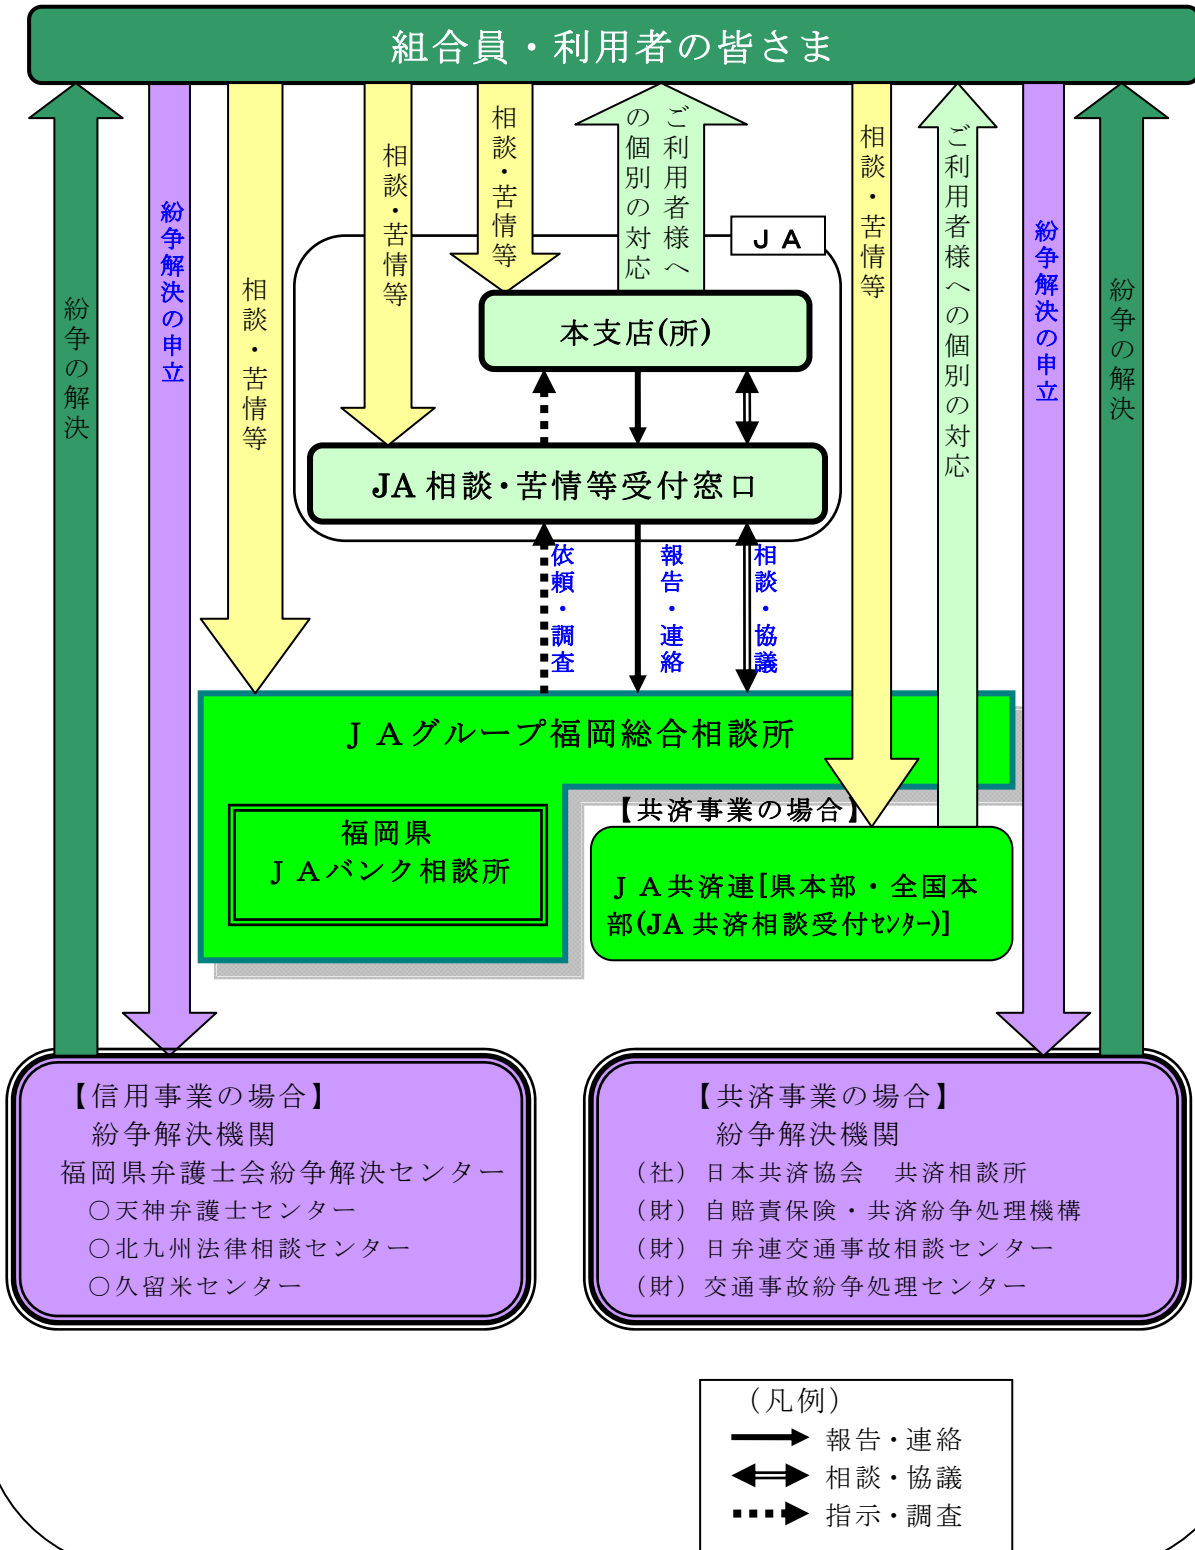 組合員・利用者の皆さま
紛争の解決
紛争解決の申立
相談・苦情等
相談・苦情等
相談・苦情等
ご利用者様へ
の個別の対応
相談・苦情等
ご利用者様への個別の対応
紛争解決の申立
紛争の解決
ＪＡ
本支店(所)
JA 相談・苦情等受付窓口
依頼・調査
報告・連絡
相談・協議
ＪＡグループ福岡総合相談所
福岡県
ＪＡバンク相談所
【共済事業の場合】
ＪＡ共済連[県本部・全国本
部(JA 共済相談受付ｾﾝﾀｰ)]
【信用事業の場合】
紛争解決機関
福岡県弁護士会紛争解決センター
○天神弁護士センター
○北九州法律相談センター
○久留米センター
【共済事業の場合】
紛争解決機関
（社）日本共済協会　共済相談所
（財）自賠責保険・共済紛争処理機構
（財）日弁連交通事故相談センター
（財）交通事故紛争処理センター
（凡例）
報告・連絡
相談・協議
指示・調査